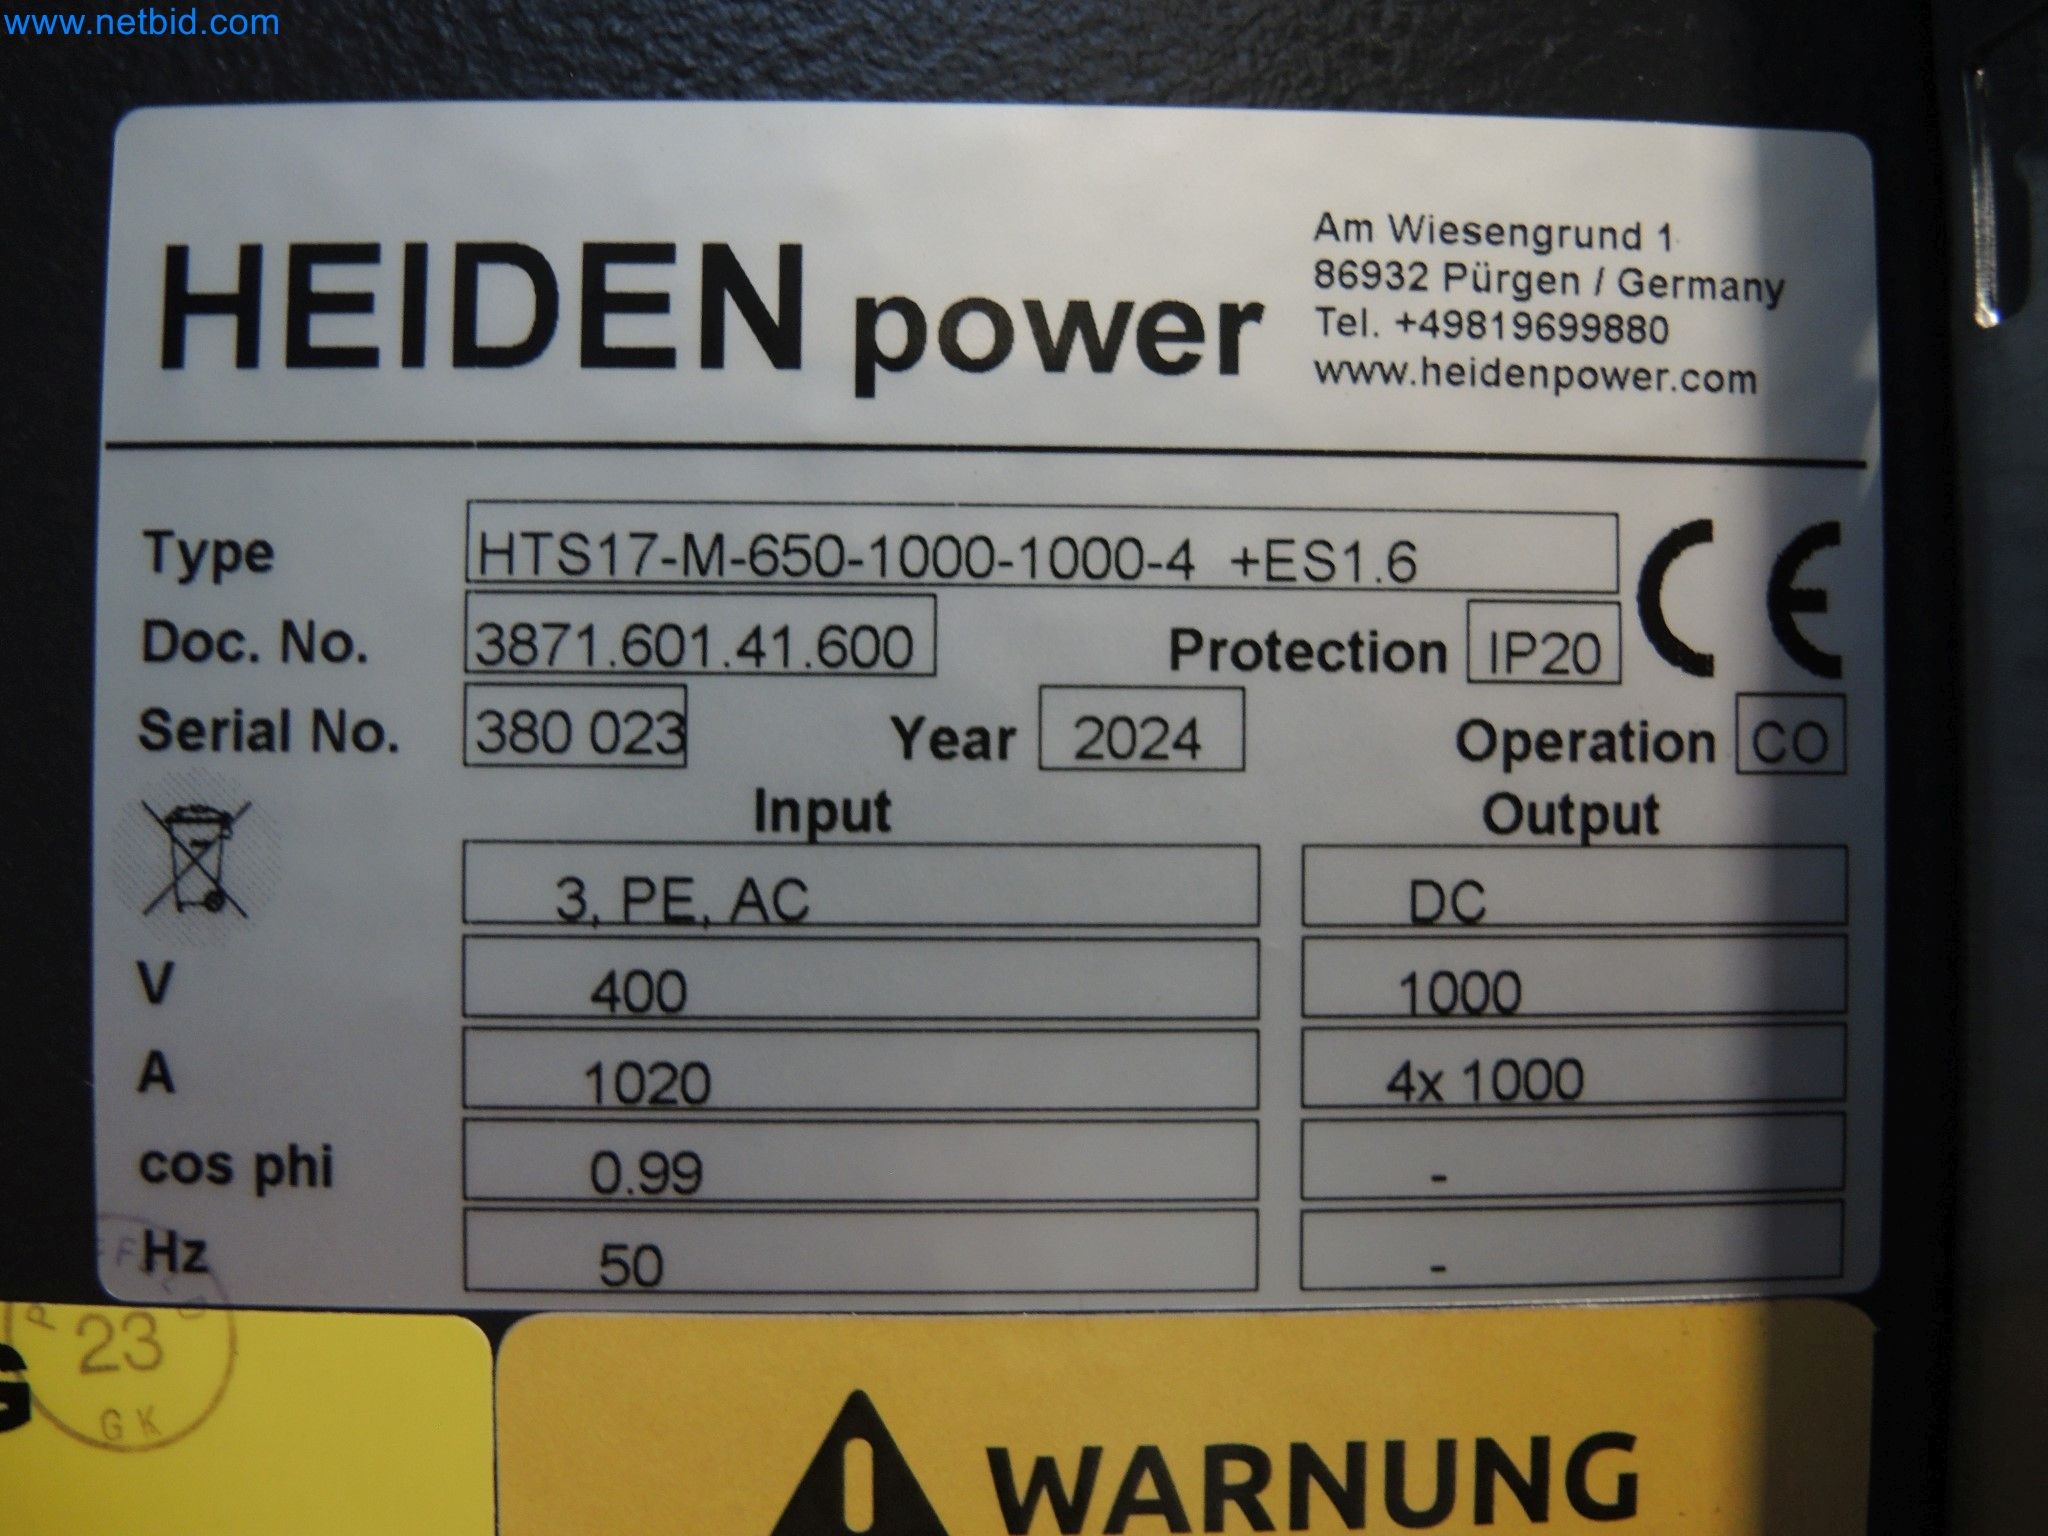 www.netbid.com
HEIDEN power
Am Wiesengrund 1
86932 Pürgen / Germany
Tel. +49819699880
www.heidenpower.com
Type HTS17-M-650-1000-1000-4 +ES1.6
CE
Doc. No. 3871.601.41.600 Protection IP20
Serial No. 380 023 Year 2024 Operation CO
Input Output
3, PE, AC DC
V 400 1000
A 1020 4x 1000
cos phi 0.99 -
Hz 50 -
23
GK
G
WARNUNG